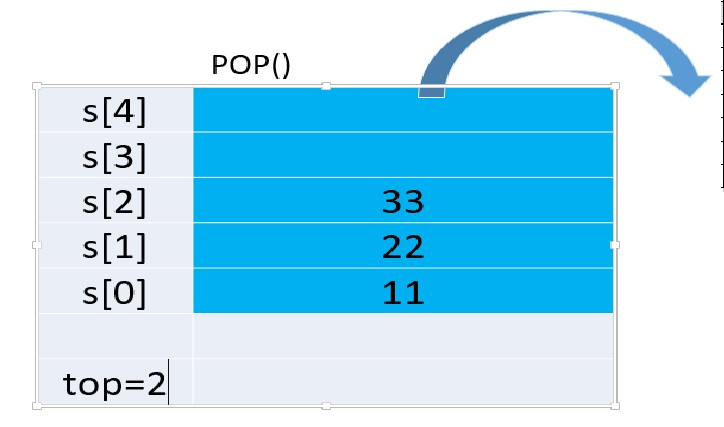 POP()
s[4]
s[3]
s[2] 33
s[1] 22
s[0] 11
top=2